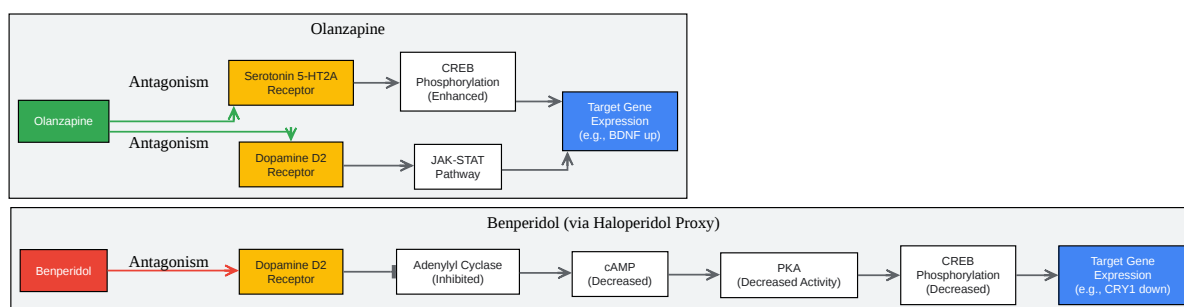 Olanzapine
Antagonism
Serotonin 5-HT2A
Receptor
CREB
Phosphorylation
(Enhanced)
Olanzapine
Target Gene
Expression
(e.g., BDNF up)
Antagonism
Dopamine D2
Receptor
JAK-STAT
Pathway
Benperidol (via Haloperidol Proxy)
Benperidol
Antagonism
Dopamine D2
Receptor
Adenylyl Cyclase
(Inhibited)
cAMP
(Decreased)
PKA
(Decreased Activity)
CREB
Phosphorylation
(Decreased)
Target Gene
Expression
(e.g., CRY1 down)